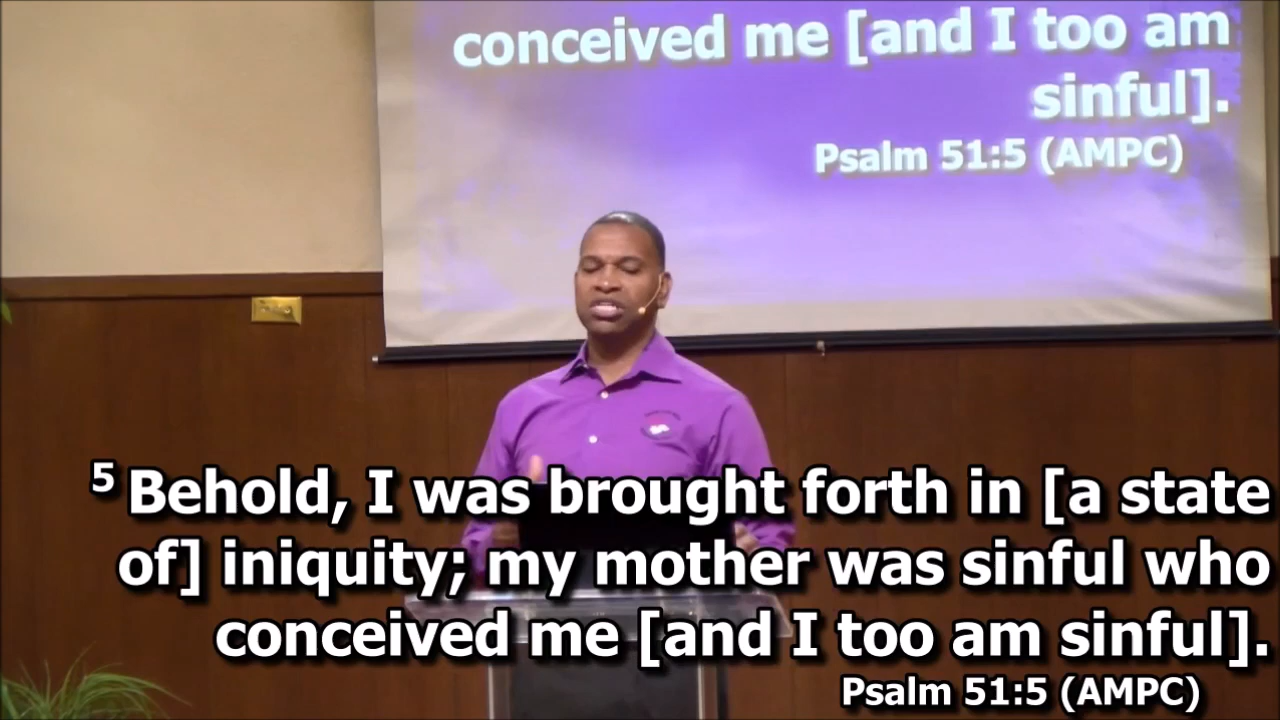 conceived me [and I too am
sinful].
Psalm 51:5 (AMPC)
5 Behold, I was brought forth in [a state
of] iniquity; my mother was sinful who
conceived me [and I too am sinful].
Psalm 51:5 (AMPC)